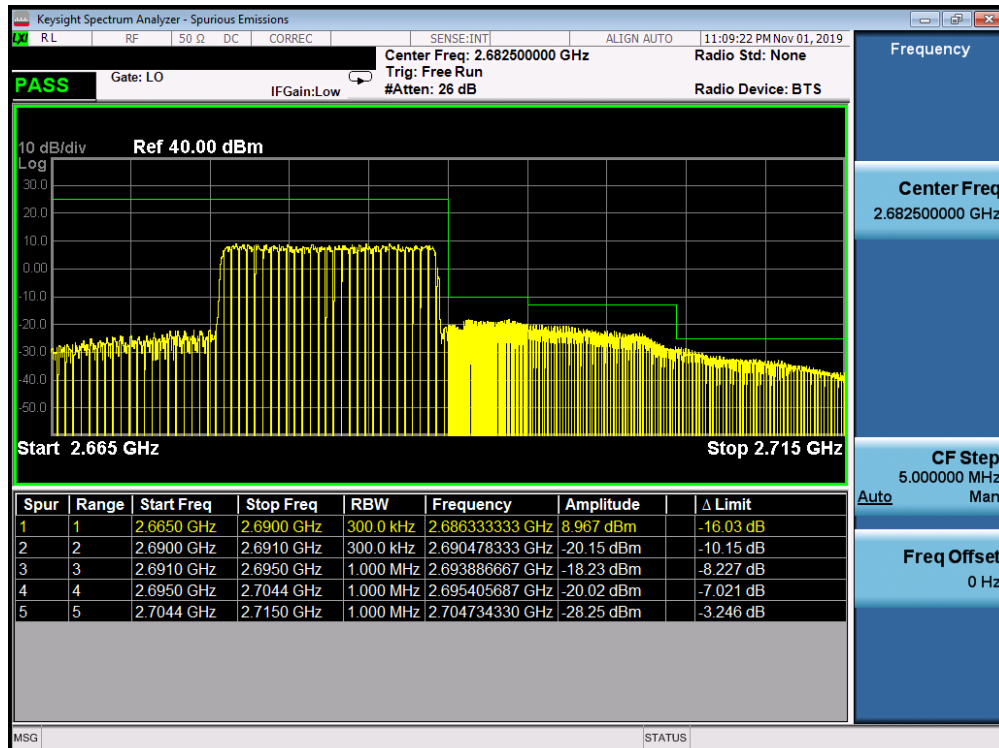 Keysight Spectrum Analyzer - Spurious Emissions
LXI RL RF 50 Ω DC CORREC SENSE:INT ALIGN AUTO 11:09:22 PM Nov 01, 2019
Center Freq: 2.682500000 GHz Radio Std: None
Trig: Free Run
PASS Gate: LO IFGain:Low #Atten: 26 dB Radio Device: BTS
10 dB/div Ref 40.00 dBm
Log
30.0
20.0
10.0
0.00
-10.0
-20.0
-30.0
-40.0
-50.0
Start 2.665 GHz Stop 2.715 GHz
Spur Range Start Freq Stop Freq RBW Frequency Amplitude Δ Limit
1 1 2.6650 GHz 2.6900 GHz 300.0 kHz 2.686333333 GHz 8.967 dBm -16.03 dB
2 2 2.6900 GHz 2.6910 GHz 300.0 kHz 2.690478333 GHz -20.15 dBm -10.15 dB
3 3 2.6910 GHz 2.6950 GHz 1.000 MHz 2.693886667 GHz -18.23 dBm -8.227 dB
4 4 2.6950 GHz 2.7044 GHz 1.000 MHz 2.695405687 GHz -20.02 dBm -7.021 dB
5 5 2.7044 GHz 2.7150 GHz 1.000 MHz 2.704734330 GHz -28.25 dBm -3.246 dB
Frequency
Center Freq
2.682500000 GHz
CF Step
5.000000 MHz
Auto Man
Freq Offset
0 Hz
MSG STATUS